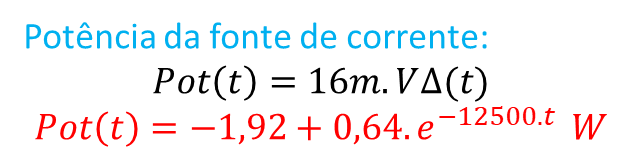 Potência da fonte de corrente:
Pot(t) = 16m.VΔ(t)
Pot(t) = −1,92 + 0,64.e^−12500.t W